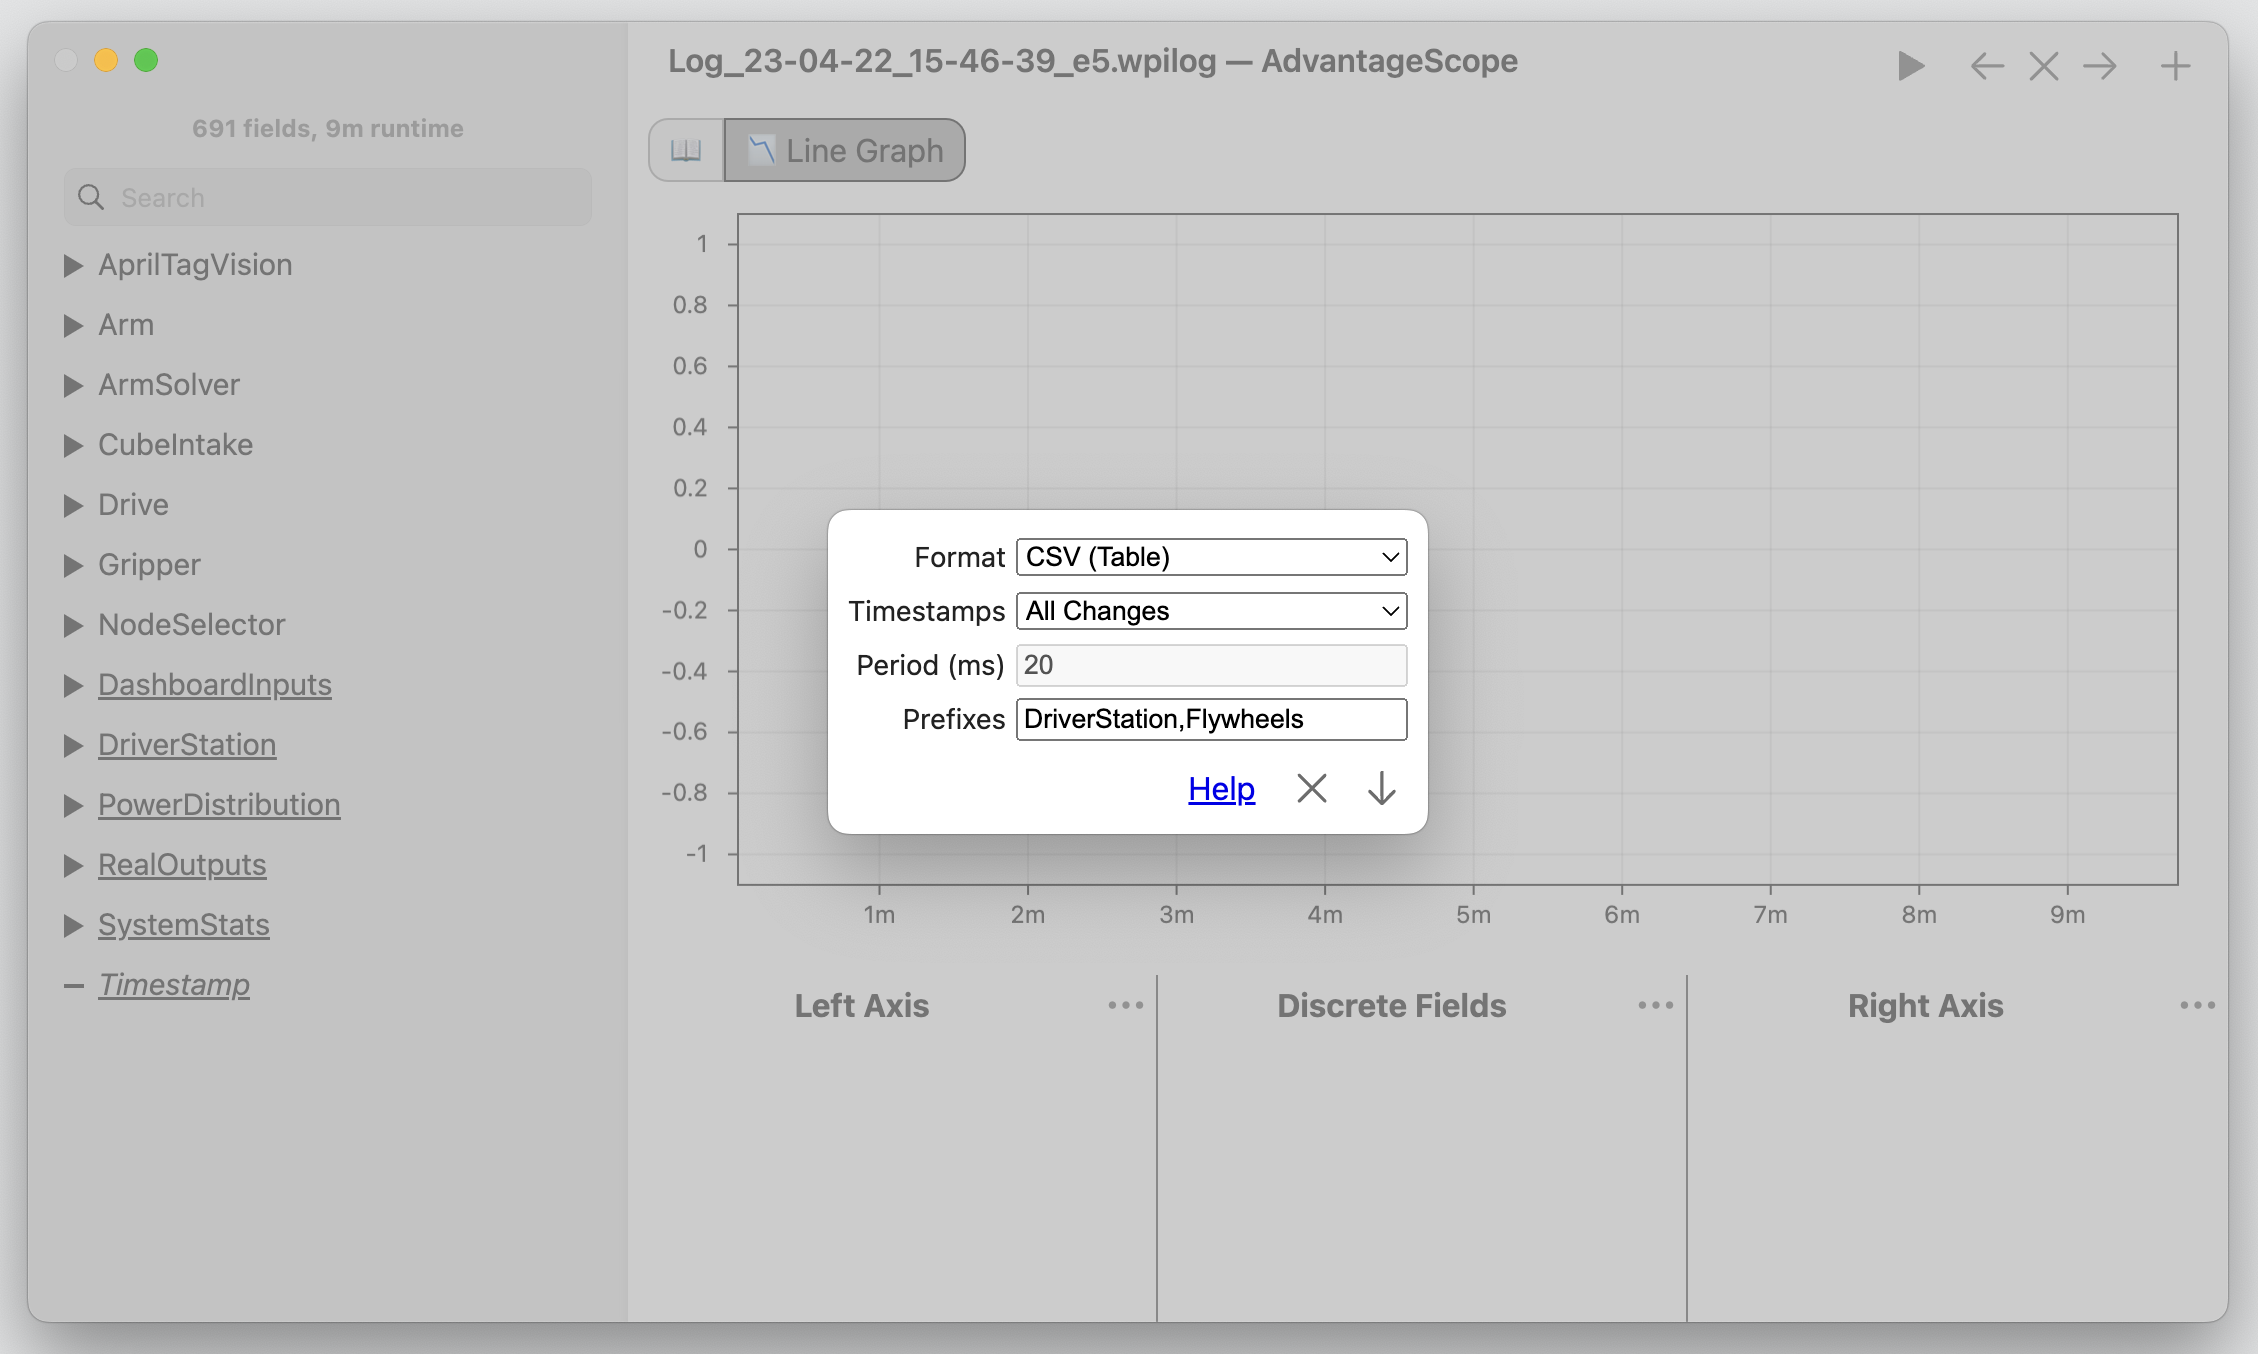 Log_23-04-22_15-46-39_e5.wpilog — AdvantageScope
691 fields, 9m runtime
Search
AprilTagVision
Arm
ArmSolver
CubeIntake
Drive
Gripper
NodeSelector
DashboardInputs
DriverStation
PowerDistribution
RealOutputs
SystemStats
Timestamp
Line Graph
1
0.8
0.6
0.4
0.2
0
-0.2
-0.4
-0.6
-0.8
-1
1m 2m 3m 4m 5m 6m 7m 8m 9m
Format CSV (Table)
Timestamps All Changes
Period (ms) 20
Prefixes DriverStation,Flywheels
Help
Left Axis
Discrete Fields
Right Axis